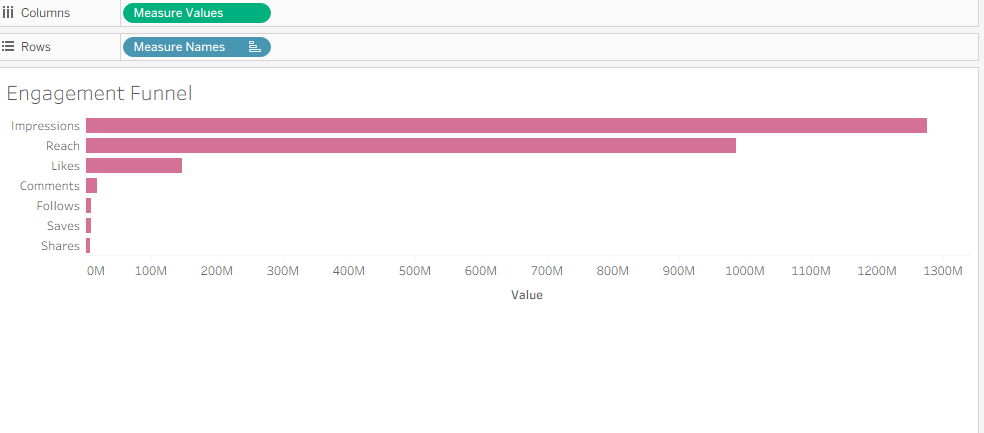 Columns
Measure Values
Rows
Measure Names
Engagement Funnel
Impressions
Reach
Likes
Comments
Follows
Saves
Shares
0M 100M 200M 300M 400M 500M 600M 700M 800M 900M 1000M 1100M 1200M 1300M
Value